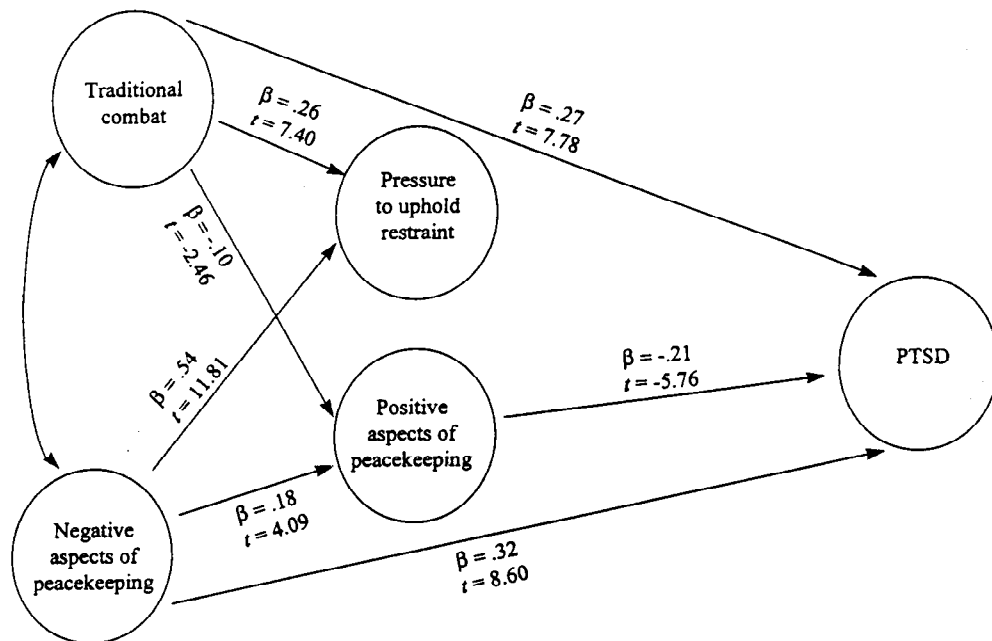 Traditional
combat
β = .26
t = 7.40
β = .27
t = 7.78
Pressure
to uphold
restraint
β = -.10
t = -2.46
β = .54
t = 11.81
PTSD
β = -.21
t = -5.76
Positive
aspects of
peacekeeping
β = .18
t = 4.09
Negative
aspects of
peacekeeping
β = .32
t = 8.60